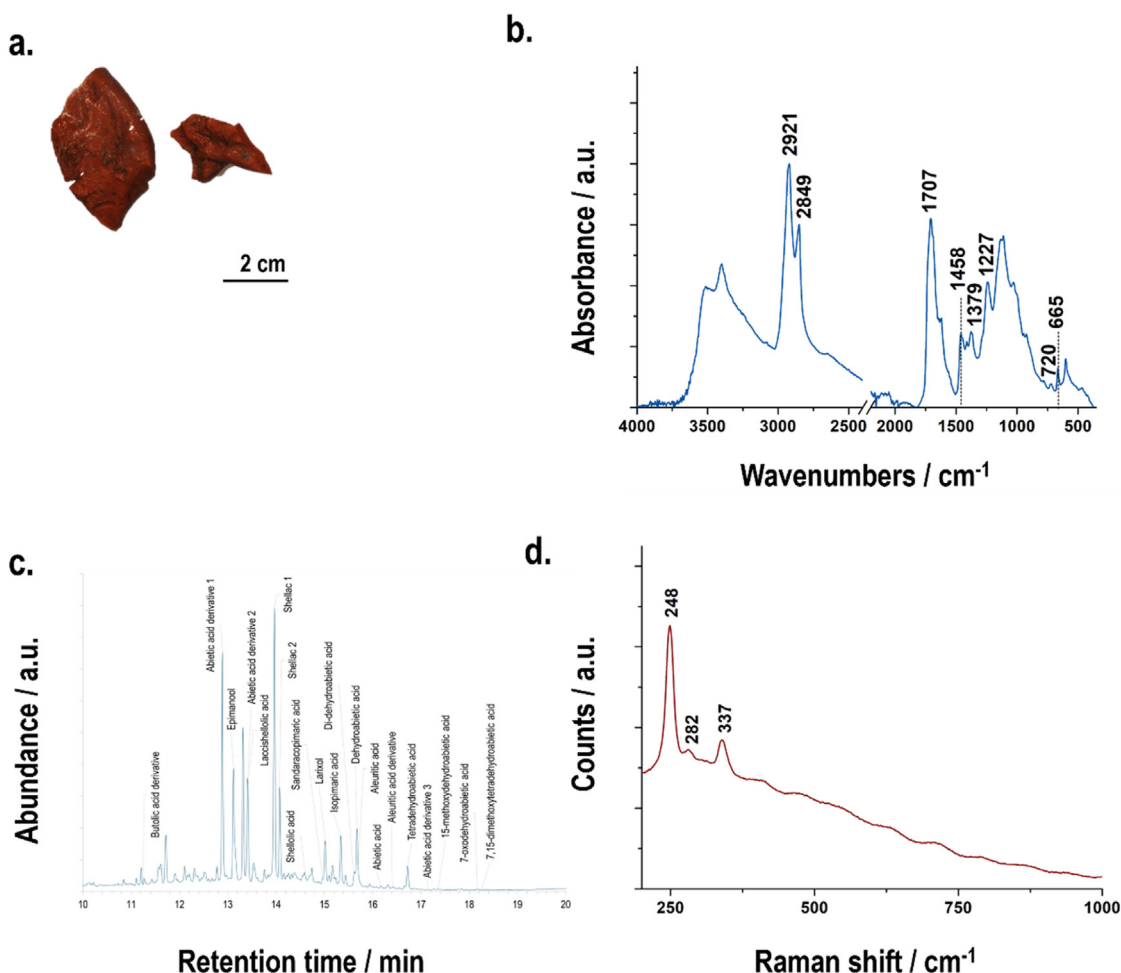 a.
2 cm
b.
Absorbance / a.u.
2921
2849
1707
1458
1379
1227
720
665
4000 3500 3000 2500 2000 1500 1000 500
Wavenumbers / cm-1
c.
Abundance / a.u.
Butolic acid derivative
Abietic acid derivative 1
Epimanool
Abietic acid derivative 2
Laccishellolic acid
Shellac 1
Shellac 2
Shellolic acid
Sandaracopimaric acid
Larixol
Isopimaric acid
Di-dehydroabietic acid
Dehydroabietic acid
Aleuritic acid
Abietic acid
Aleuritic acid derivative
Tetradehydroabietic acid
Abietic acid derivative 3
15-methoxydehydroabietic acid
7-oxodehydroabietic acid
7,15-dimethoxytetradehydroabietic acid
10 11 12 13 14 15 16 17 18 19 20
Retention time / min
d.
Counts / a.u.
248
282
337
250 500 750 1000
Raman shift / cm-1